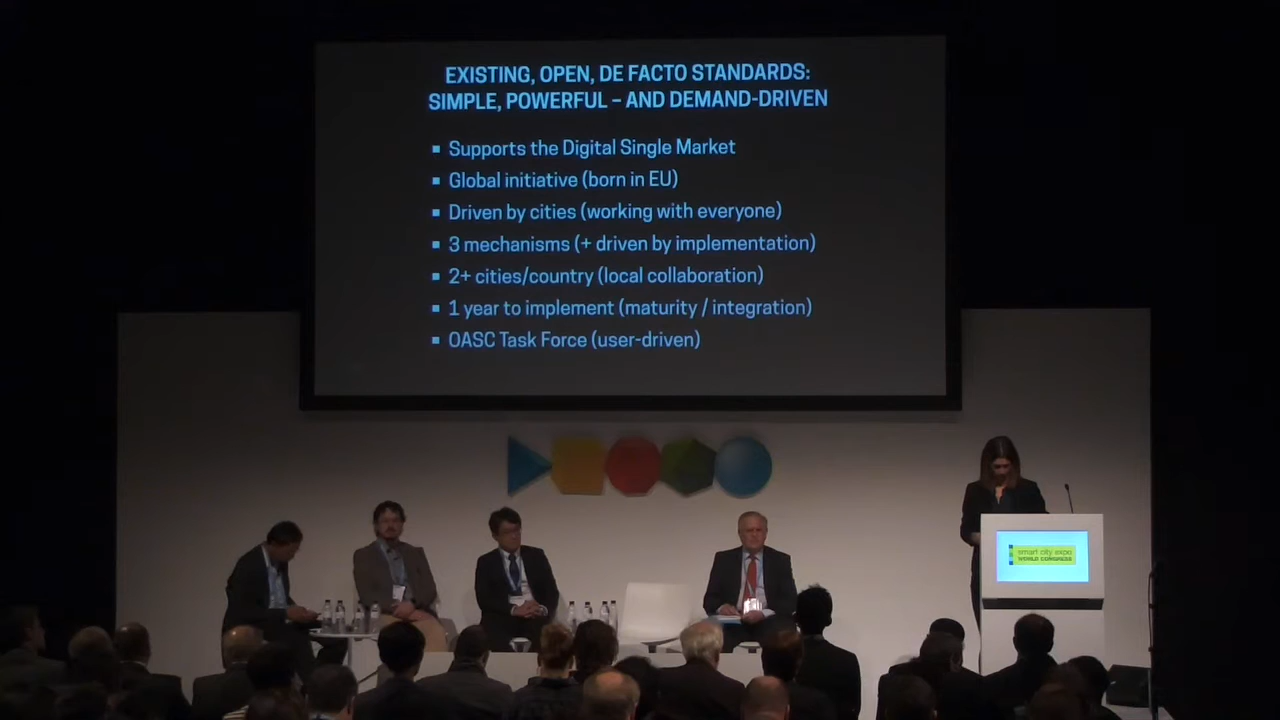 EXISTING, OPEN, DE FACTO STANDARDS:
SIMPLE, POWERFUL – AND DEMAND-DRIVEN
▪ Supports the Digital Single Market
▪ Global initiative (born in EU)
▪ Driven by cities (working with everyone)
▪ 3 mechanisms (+ driven by implementation)
▪ 2+ cities/country (local collaboration)
▪ 1 year to implement (maturity / integration)
▪ OASC Task Force (user-driven)
smart city expo
WORLD CONGRESS